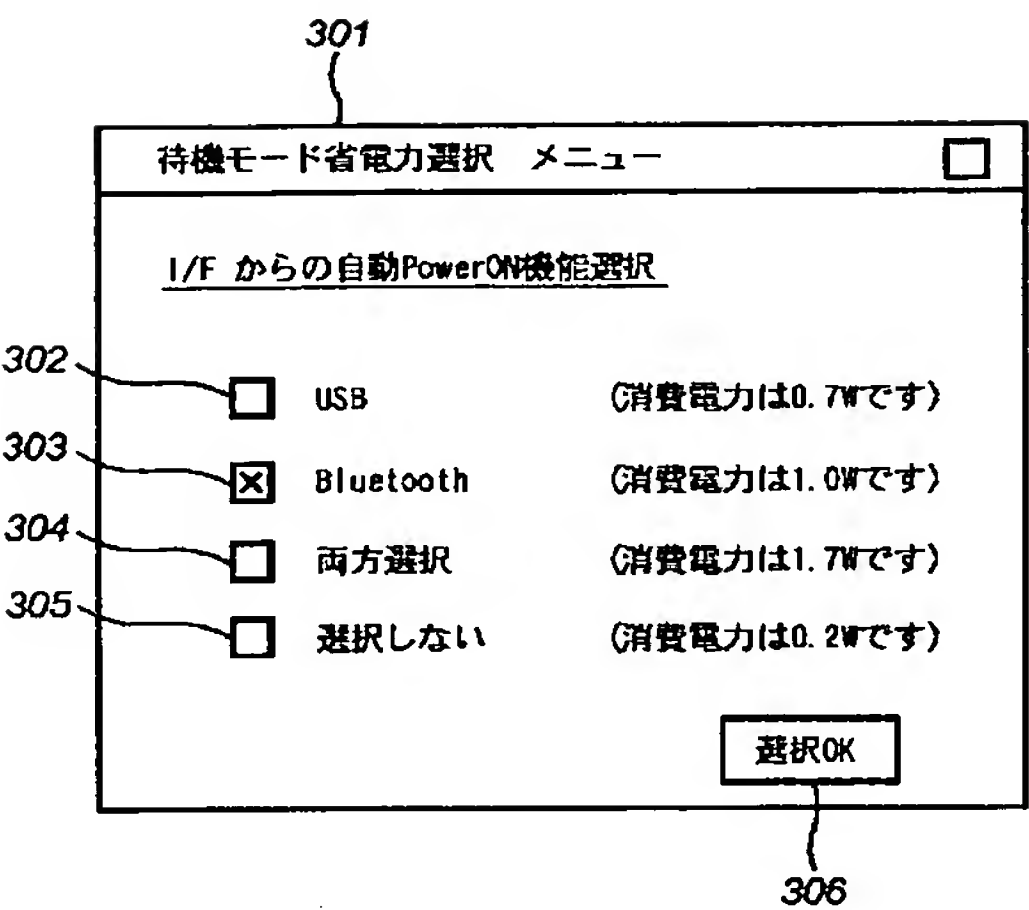 301
待機モード省電力選択 メニュー
I/F からの自動PowerON機能選択
302
USB (消費電力は0.7Wです)
303
Bluetooth (消費電力は1.0Wです)
304
両方選択 (消費電力は1.7Wです)
305
選択しない (消費電力は0.2Wです)
選択OK
306